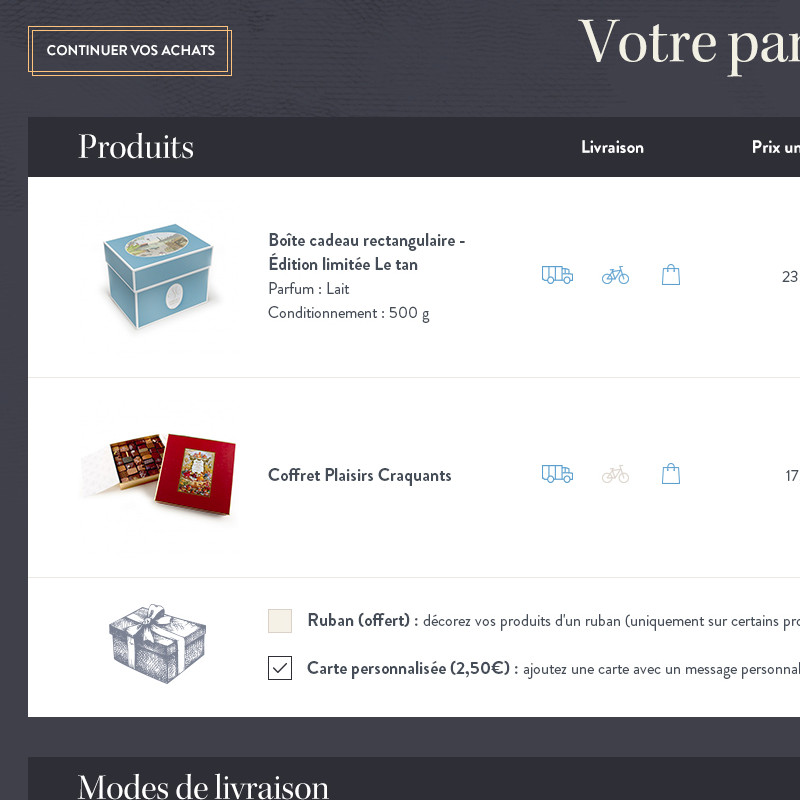 CONTINUER VOS ACHATS
Votre par
Produits
Livraison
Prix un
Boîte cadeau rectangulaire -
Édition limitée Le tan
Parfum : Lait
Conditionnement : 500 g
23
Coffret Plaisirs Craquants
17
Ruban (offert) : décorez vos produits d'un ruban (uniquement sur certains pro
Carte personnalisée (2,50€) : ajoutez une carte avec un message personnal
Modes de livraison